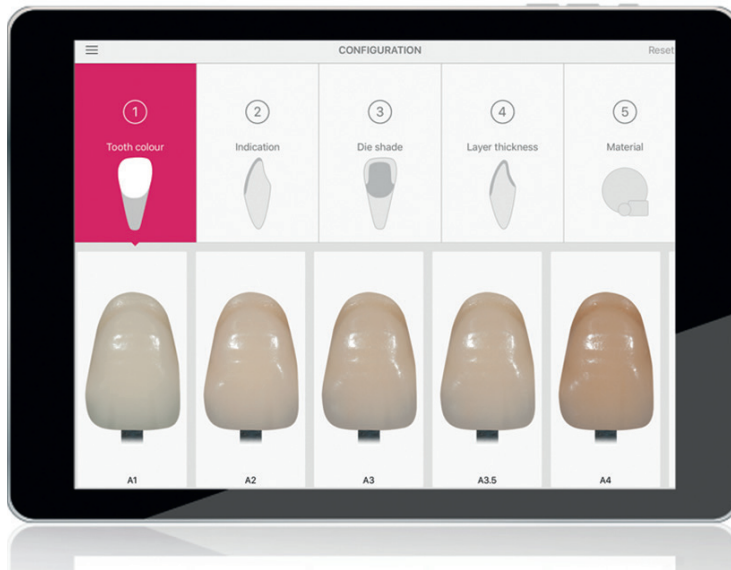 CONFIGURATION
Reset
1
2
3
4
5
Tooth colour
Indication
Die shade
Layer thickness
Material
A1
A2
A3
A3.5
A4